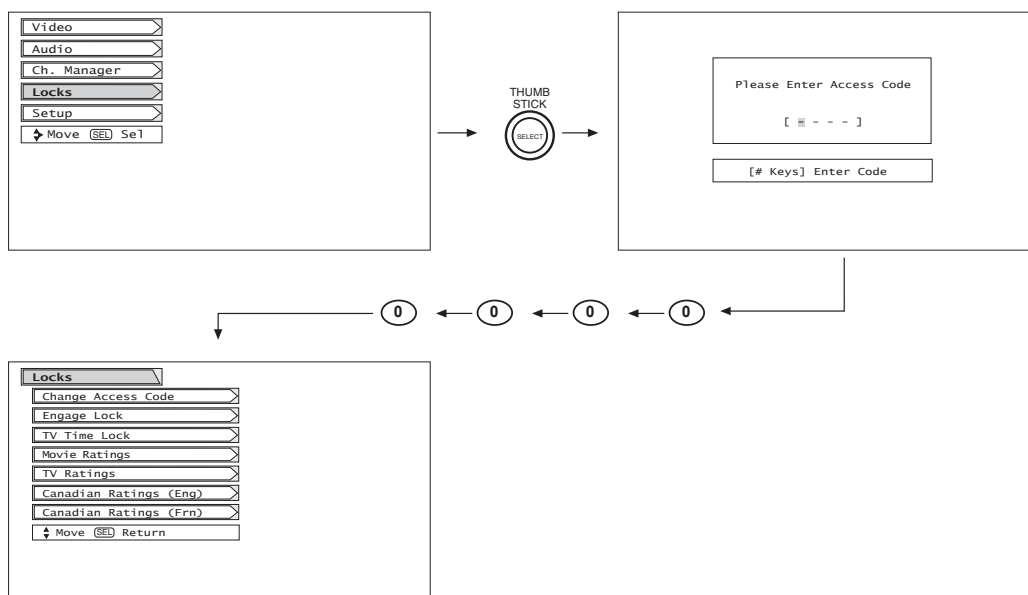 Video
Audio
Ch. Manager
Locks
Setup
Move SEL Sel
THUMB
STICK
SELECT
Please Enter Access Code
[ - - - - ]
[# Keys] Enter Code
0 0 0 0
Locks
Change Access Code
Engage Lock
TV Time Lock
Movie Ratings
TV Ratings
Canadian Ratings (Eng)
Canadian Ratings (Frn)
Move SEL Return